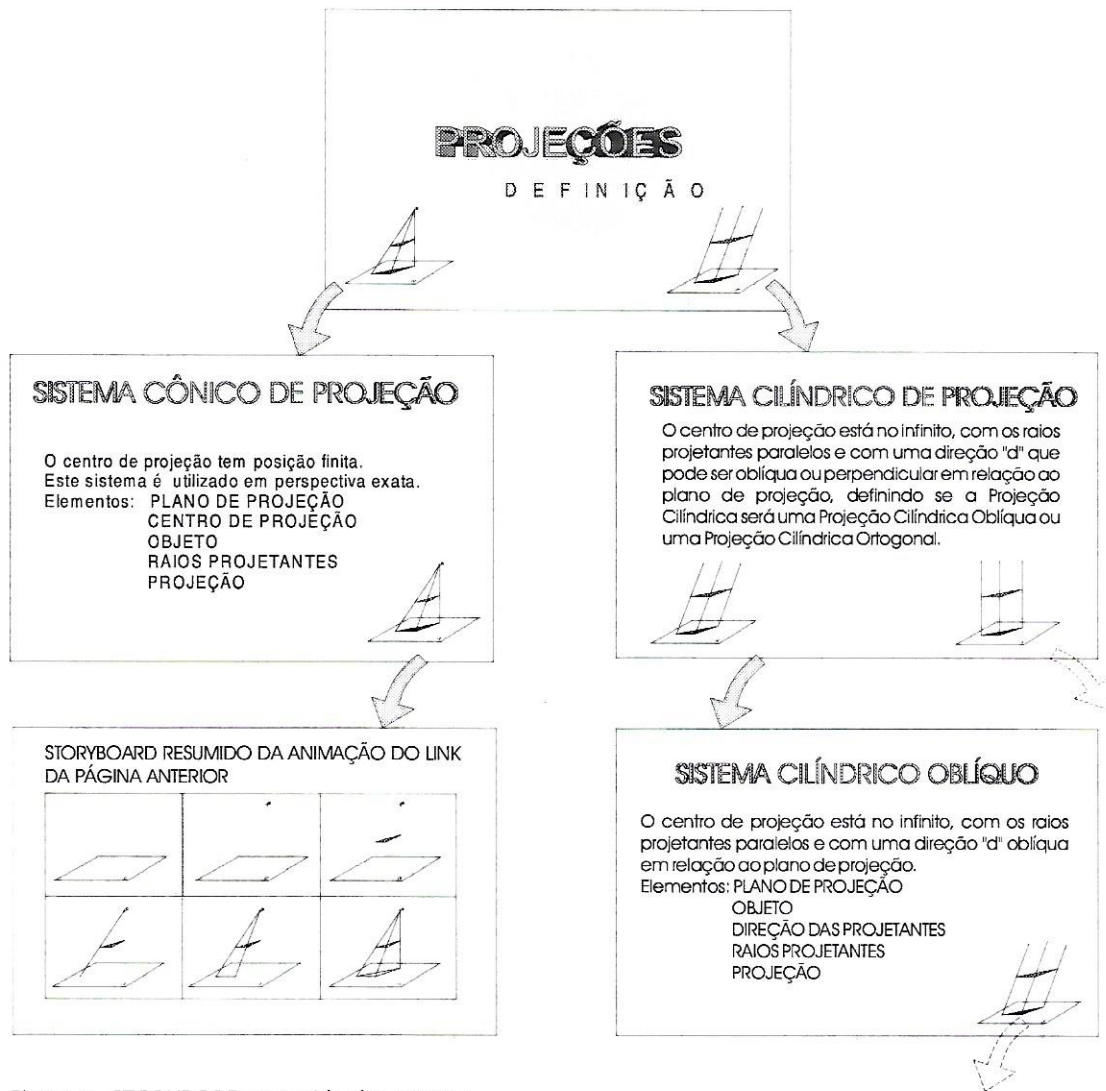 PROJEÇÕES
DEFINIÇÃO
SISTEMA CÔNICO DE PROJEÇÃO
O centro de projeção tem posição finita.
Este sistema é utilizado em perspectiva exata.
Elementos: PLANO DE PROJEÇÃO
CENTRO DE PROJEÇÃO
OBJETO
RAIOS PROJETANTES
PROJEÇÃO
SISTEMA CILÍNDRICO DE PROJEÇÃO
O centro de projeção está no infinito, com os raios
projetantes paralelos e com uma direção "d" que
pode ser oblíqua ou perpendicular em relação ao
plano de projeção, definindo se a Projeção
Cilíndrica será uma Projeção Cilíndrica Oblíqua ou
uma Projeção Cilíndrica Ortogonal.
STORYBOARD RESUMIDO DA ANIMAÇÃO DO LINK
DA PÁGINA ANTERIOR
SISTEMA CILÍNDRICO OBLÍQUO
O centro de projeção está no infinito, com os raios
projetantes paralelos e com uma direção "d" oblíqua
em relação ao plano de projeção.
Elementos: PLANO DE PROJEÇÃO
OBJETO
DIREÇÃO DAS PROJETANTES
RAIOS PROJETANTES
PROJEÇÃO